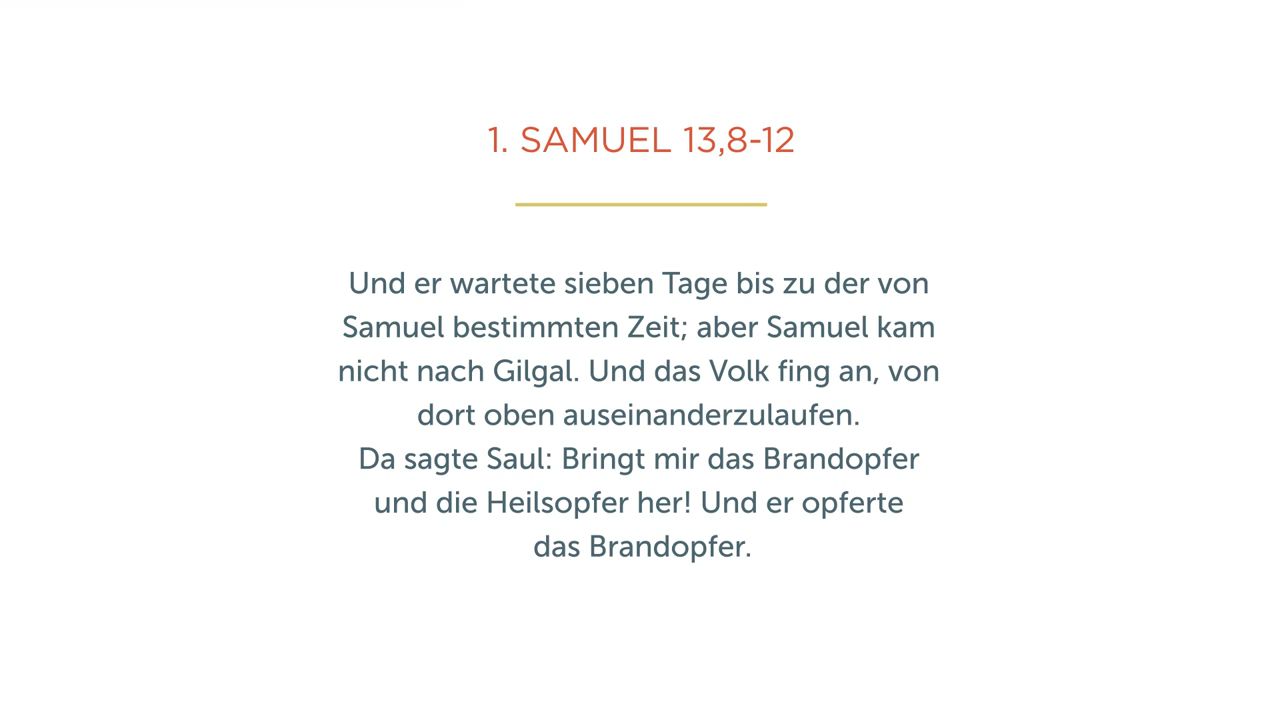 1. SAMUEL 13,8-12
Und er wartete sieben Tage bis zu der von
Samuel bestimmten Zeit; aber Samuel kam
nicht nach Gilgal. Und das Volk fing an, von
dort oben auseinanderzulaufen.
Da sagte Saul: Bringt mir das Brandopfer
und die Heilsopfer her! Und er opferte
das Brandopfer.